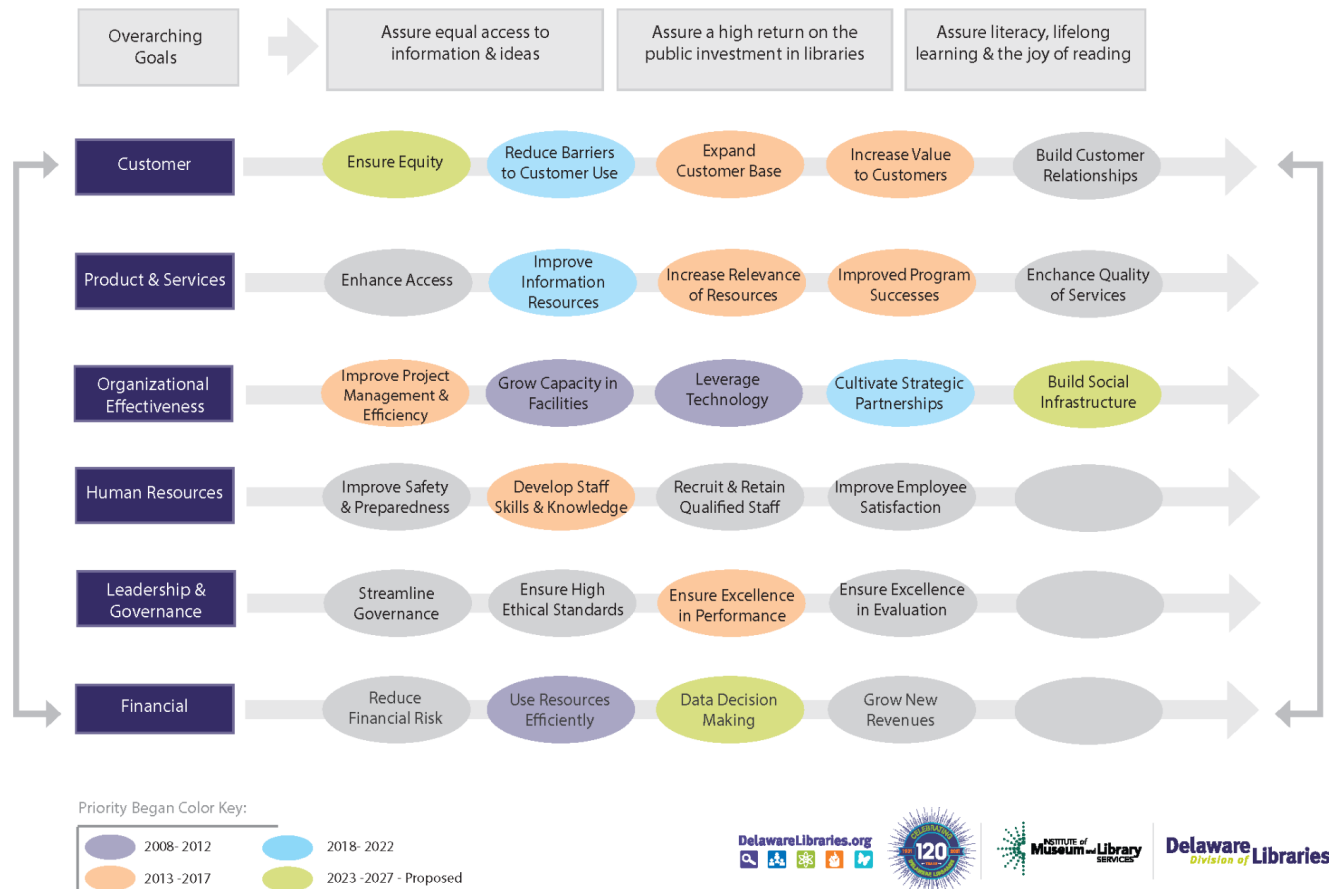 Overarching
Goals
Assure equal access to
information & ideas
Assure a high return on the
public investment in libraries
Assure literacy, lifelong
learning & the joy of reading
Customer
Ensure Equity
Reduce Barriers
to Customer Use
Expand
Customer Base
Increase Value
to Customers
Build Customer
Relationships
Product & Services
Enhance Access
Improve
Information
Resources
Increase Relevance
of Resources
Improved Program
Successes
Enchance Quality
of Services
Organizational
Effectiveness
Improve Project
Management &
Efficiency
Grow Capacity in
Facilities
Leverage
Technology
Cultivate Strategic
Partnerships
Build Social
Infrastructure
Human Resources
Improve Safety
& Preparedness
Develop Staff
Skills & Knowledge
Recruit & Retain
Qualified Staff
Improve Employee
Satisfaction
Leadership &
Governance
Streamline
Governance
Ensure High
Ethical Standards
Ensure Excellence
in Performance
Ensure Excellence
in Evaluation
Financial
Reduce
Financial Risk
Use Resources
Efficiently
Data Decision
Making
Grow New
Revenues
Priority Began Color Key:
2008- 2012
2018- 2022
2013 -2017
2023 -2027 - Proposed
DelawareLibraries.org
CELEBRATING
120
INSTITUTE of
Museum and Library
SERVICES
Delaware
Division of Libraries